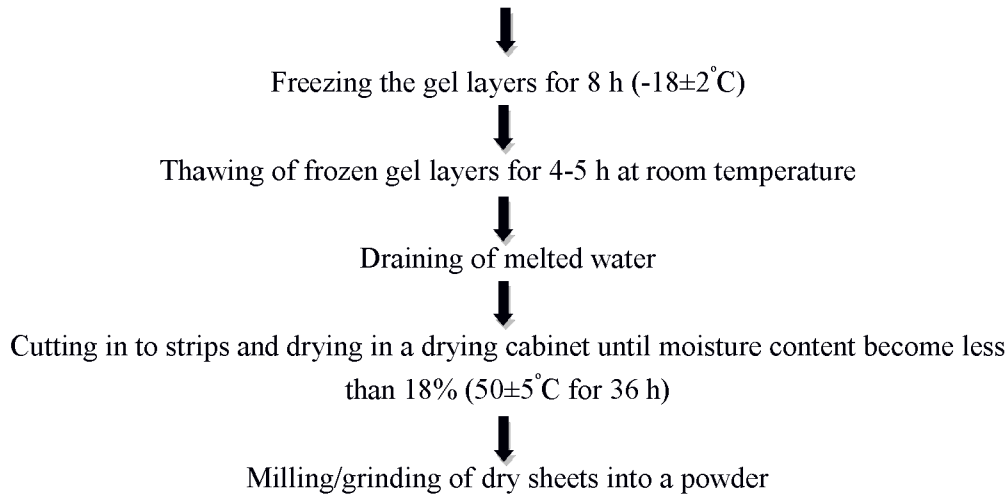 Freezing the gel layers for 8 h (-18±2°C)
Thawing of frozen gel layers for 4-5 h at room temperature
Draining of melted water
Cutting in to strips and drying in a drying cabinet until moisture content become less
than 18% (50±5°C for 36 h)
Milling/grinding of dry sheets into a powder